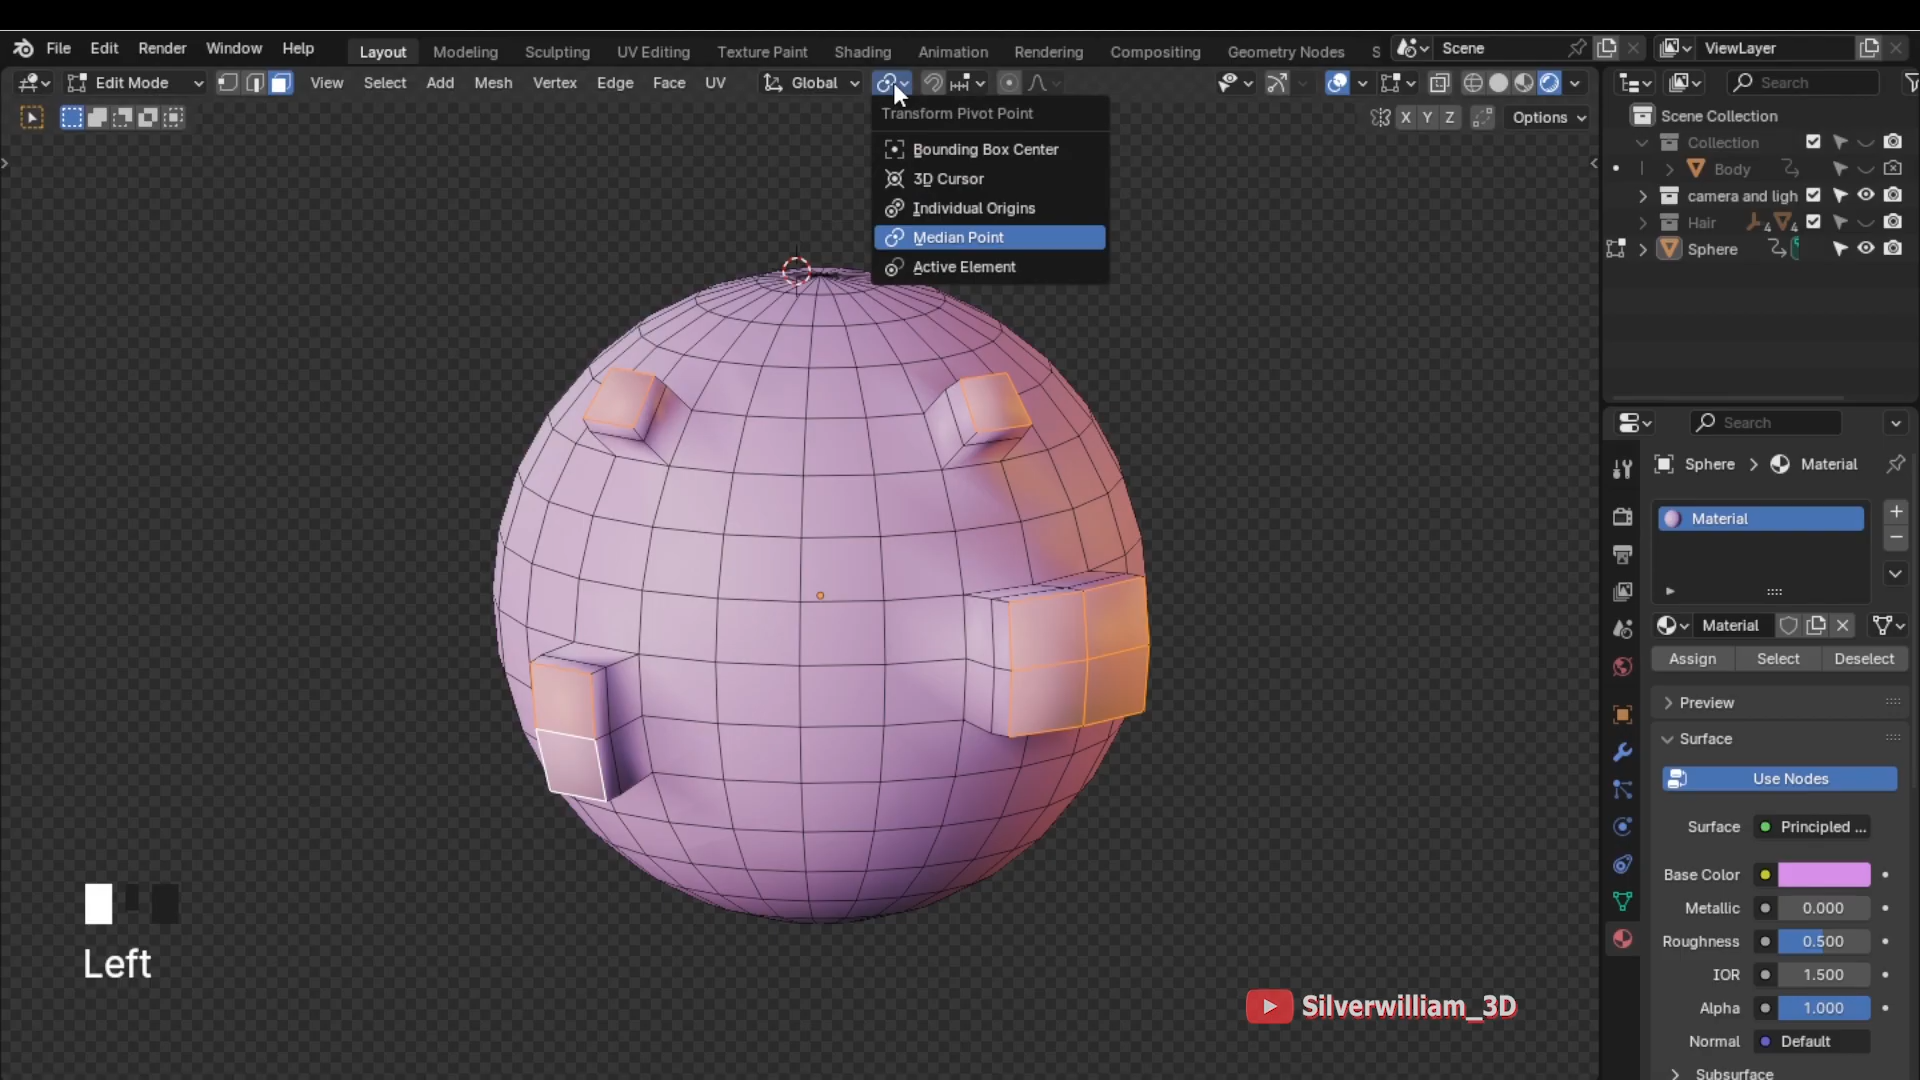 File Edit Render Window Help Layout Modeling Sculpting UV Editing Texture Paint Shading Animation Rendering Compositing Geometry Nodes S Scene ViewLayer
Edit Mode View Select Add Mesh Vertex Edge Face UV Global Search
X Y Z Options
Transform Pivot Point
Bounding Box Center
3D Cursor
Individual Origins
Median Point
Active Element
Scene Collection
Collection
Body
camera and ligh
Hair 4 4
Sphere
Search
Sphere Material
Material
Material
Assign Select Deselect
Preview
Surface
Use Nodes
Surface Principled ...
Base Color
Metallic 0.000
Roughness 0.500
IOR 1.500
Alpha 1.000
Normal Default
Subsurface
Left
Silverwilliam_3D